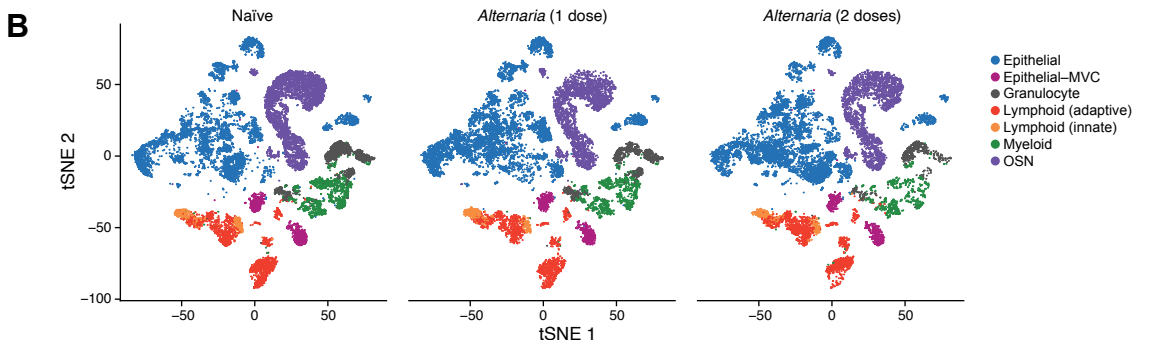 B
Naïve
Alternaria (1 dose)
Alternaria (2 doses)
tSNE 2
50
0
−50
−100
−50 0 50
−50 0 50
−50 0 50
tSNE 1
Epithelial
Epithelial–MVC
Granulocyte
Lymphoid (adaptive)
Lymphoid (innate)
Myeloid
OSN